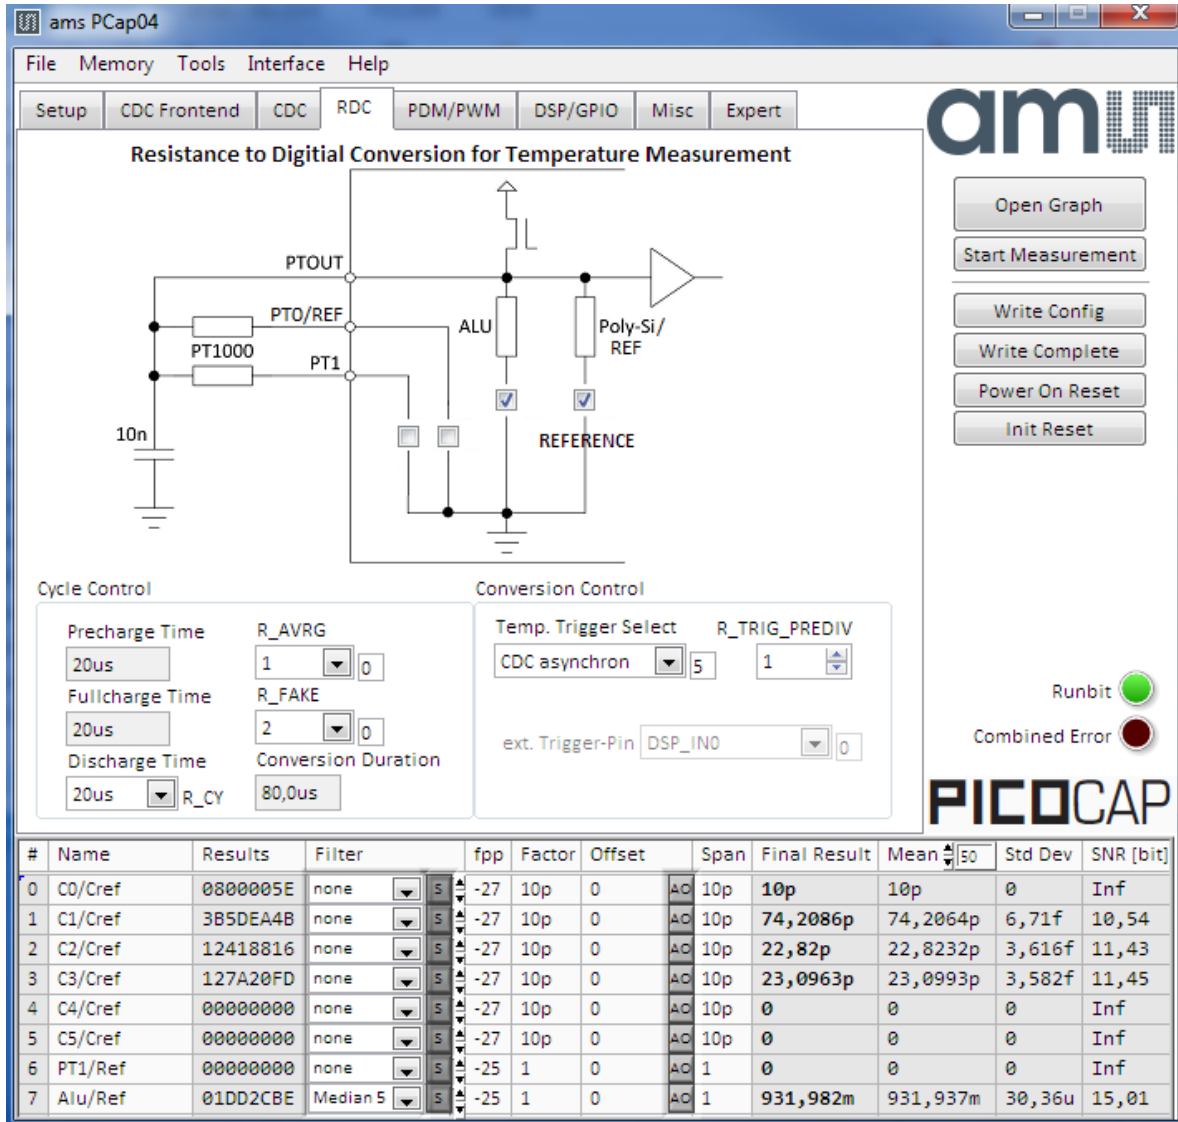 ams PCap04
File Memory Tools Interface Help
Setup CDC Frontend CDC RDC PDM/PWM DSP/GPIO Misc Expert
amu
Resistance to Digitial Conversion for Temperature Measurement
Open Graph
Start Measurement
Write Config
Write Complete
Power On Reset
Init Reset
PTOUT
PT0/REF
PT1000
PT1
ALU
Poly-Si/
REF
10n
REFERENCE
Cycle Control
Precharge Time R_AVRG
20us 1 0
Fullcharge Time R_FAKE
20us 2 0
Discharge Time Conversion Duration
20us R_CY 80,0us
Conversion Control
Temp. Trigger Select R_TRIG_PREDIV
CDC asynchron 5 1
ext. Trigger-Pin DSP_IN0 0
Runbit
Combined Error
PICOCAP
# Name Results Filter fpp Factor Offset Span Final Result Mean 50 Std Dev SNR [bit]
0 C0/Cref 0800005E none S -27 10p 0 AO 10p 10p 10p 0 Inf
1 C1/Cref 3B5DEA4B none S -27 10p 0 AO 10p 74,2086p 74,2064p 6,71f 10,54
2 C2/Cref 12418816 none S -27 10p 0 AO 10p 22,82p 22,8232p 3,616f 11,43
3 C3/Cref 127A20FD none S -27 10p 0 AO 10p 23,0963p 23,0993p 3,582f 11,45
4 C4/Cref 00000000 none S -27 10p 0 AO 10p 0 0 0 Inf
5 C5/Cref 00000000 none S -27 10p 0 AO 10p 0 0 0 Inf
6 PT1/Ref 00000000 none S -25 1 0 AO 1 0 0 0 Inf
7 Alu/Ref 01DD2CBE Median 5 S -25 1 0 AO 1 931,982m 931,937m 30,36u 15,01